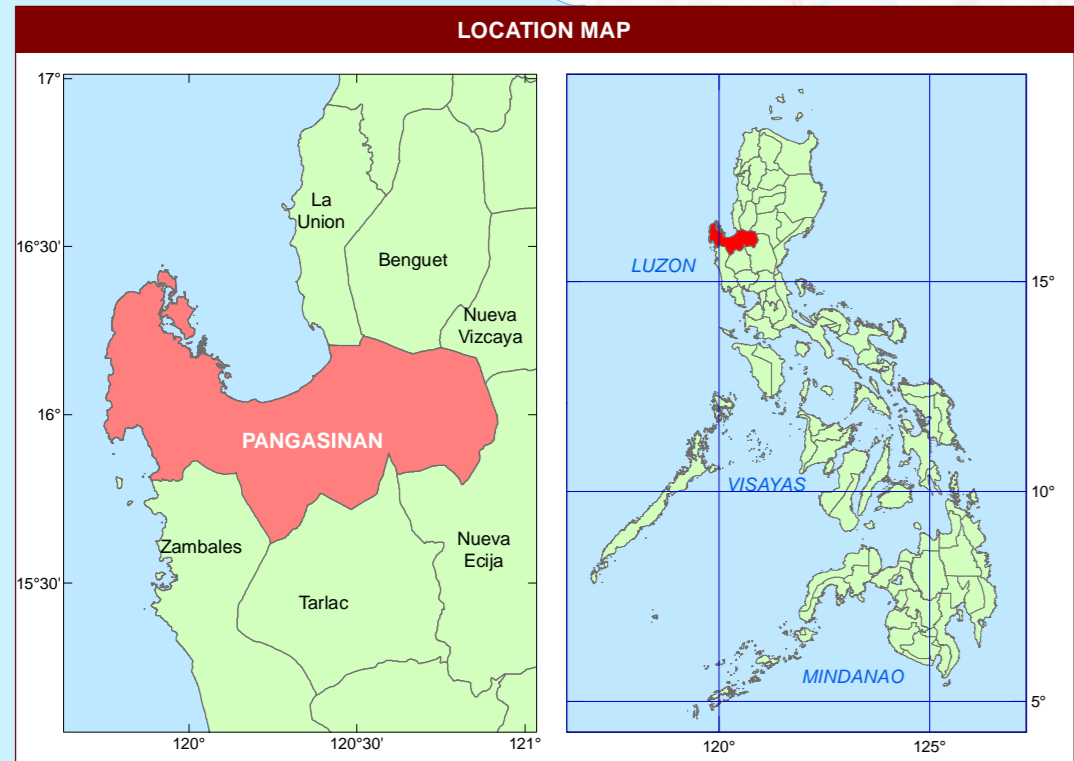 LOCATION MAP
17°
16°30'
16°
15°30'
120°
120°30'
121°
La
Union
Benguet
Nueva
Vizcaya
PANGASINAN
Zambales
Nueva
Ecija
Tarlac
LUZON
VISAYAS
MINDANAO
15°
10°
5°
120°
125°